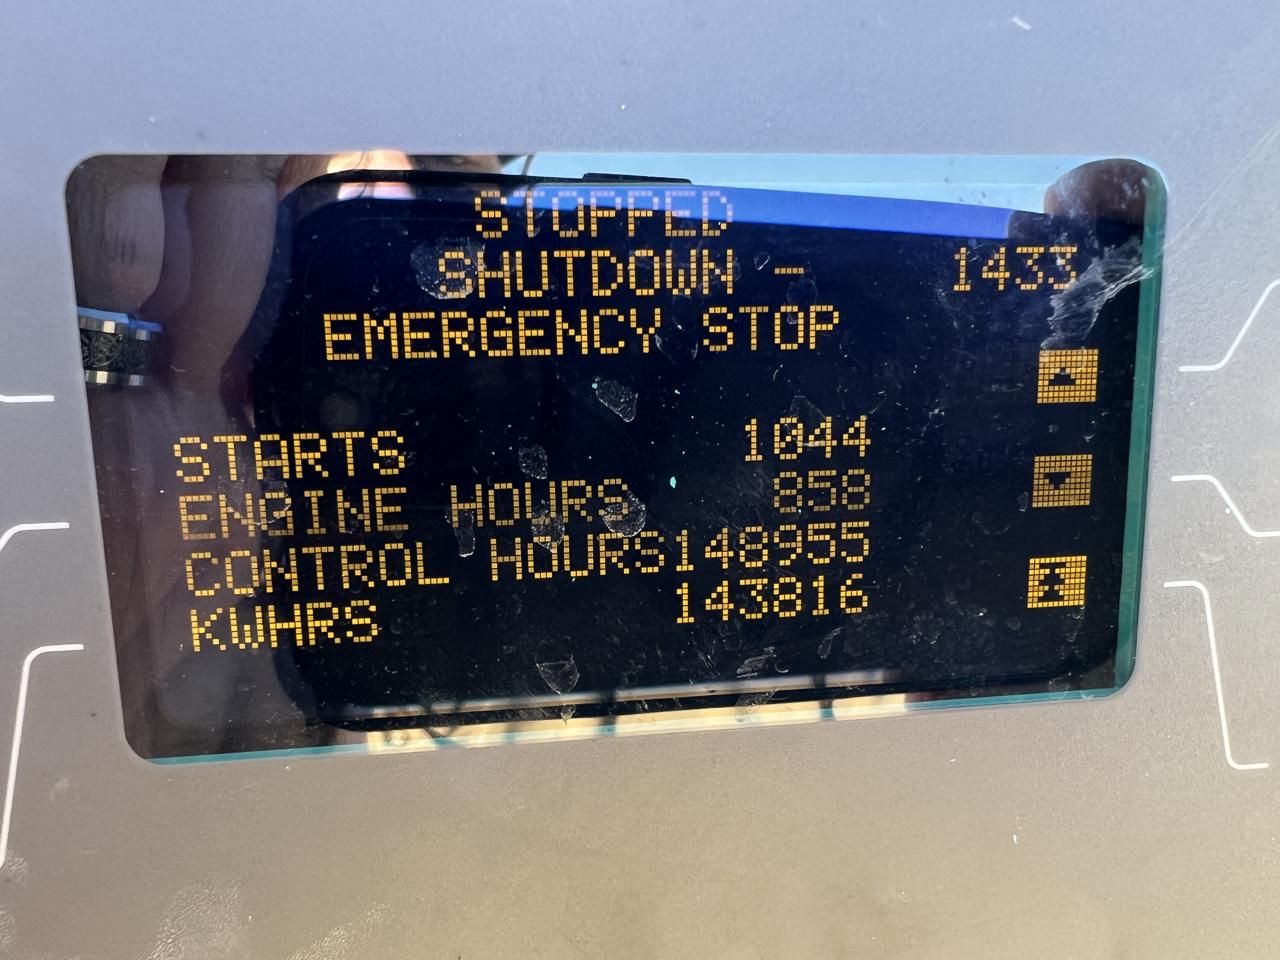 STOPPED
SHUTDOWN - 1433
EMERGENCY STOP
STARTS 1044
ENGINE HOURS 858
CONTROL HOURS148955
KWHRS 143816